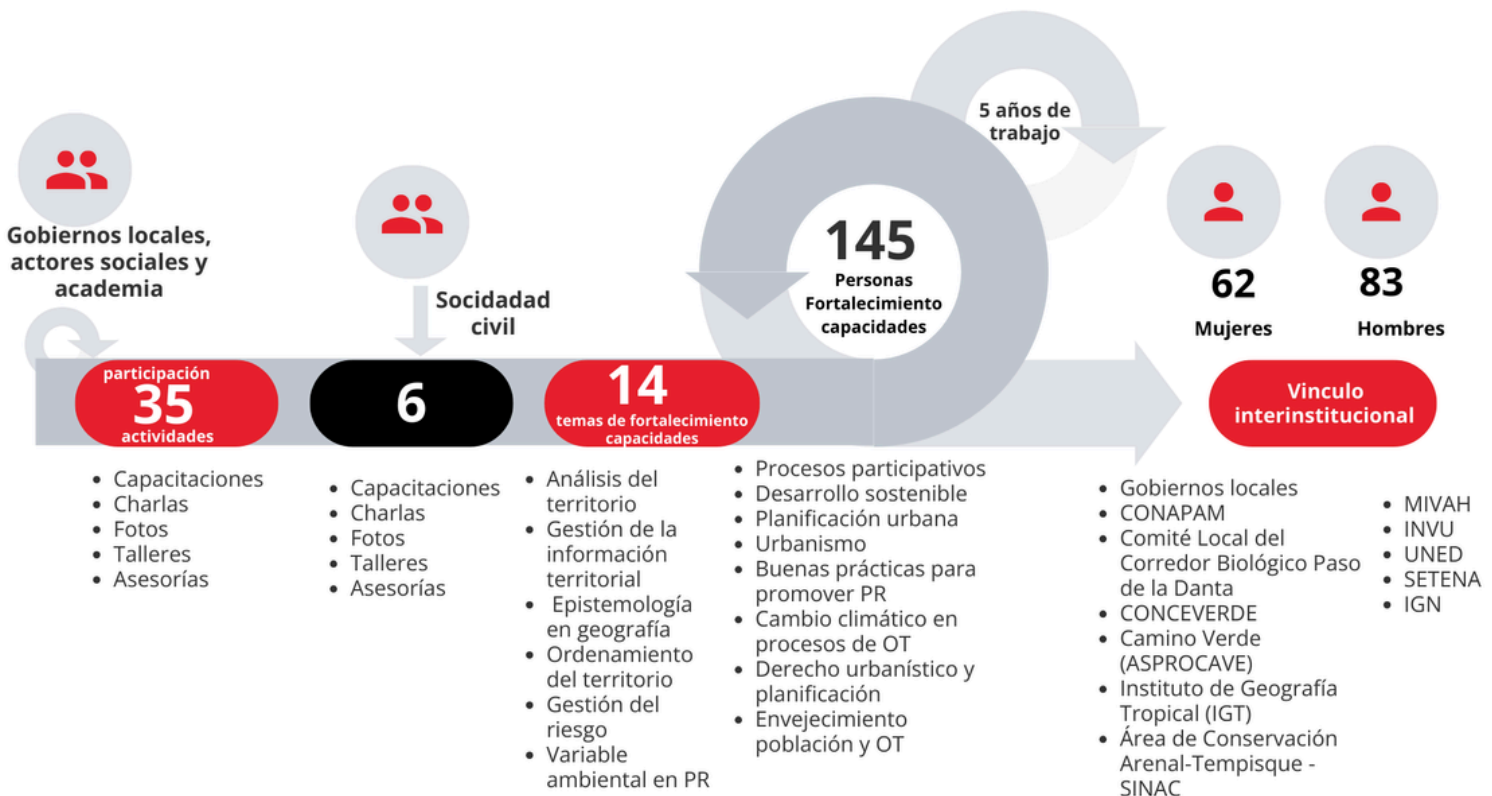 Gobiernos locales,
actores sociales y
academia
participación
35
actividades
• Capacitaciones
• Charlas
• Fotos
• Talleres
• Asesorías
Socidadad
civil
6
• Capacitaciones
• Charlas
• Fotos
• Talleres
• Asesorías
14
temas de fortalecimiento
capacidades
• Análisis del
territorio
• Gestión de la
información
territorial
• Epistemología
en geografía
• Ordenamiento
del territorio
• Gestión del
riesgo
• Variable
ambiental en PR
• Procesos participativos
• Desarrollo sostenible
• Planificación urbana
• Urbanismo
• Buenas prácticas para
promover PR
• Cambio climático en
procesos de OT
• Derecho urbanístico y
planificación
• Envejecimiento
población y OT
145
Personas
Fortalecimiento
capacidades
5 años de
trabajo
62
Mujeres
83
Hombres
Vinculo
interinstitucional
• Gobiernos locales
• CONAPAM
• Comité Local del
Corredor Biológico Paso
de la Danta
• CONCEVERDE
• Camino Verde
(ASPROCAVE)
• Instituto de Geografía
Tropical (IGT)
• Área de Conservación
Arenal-Tempisque -
SINAC
• MIVAH
• INVU
• UNED
• SETENA
• IGN